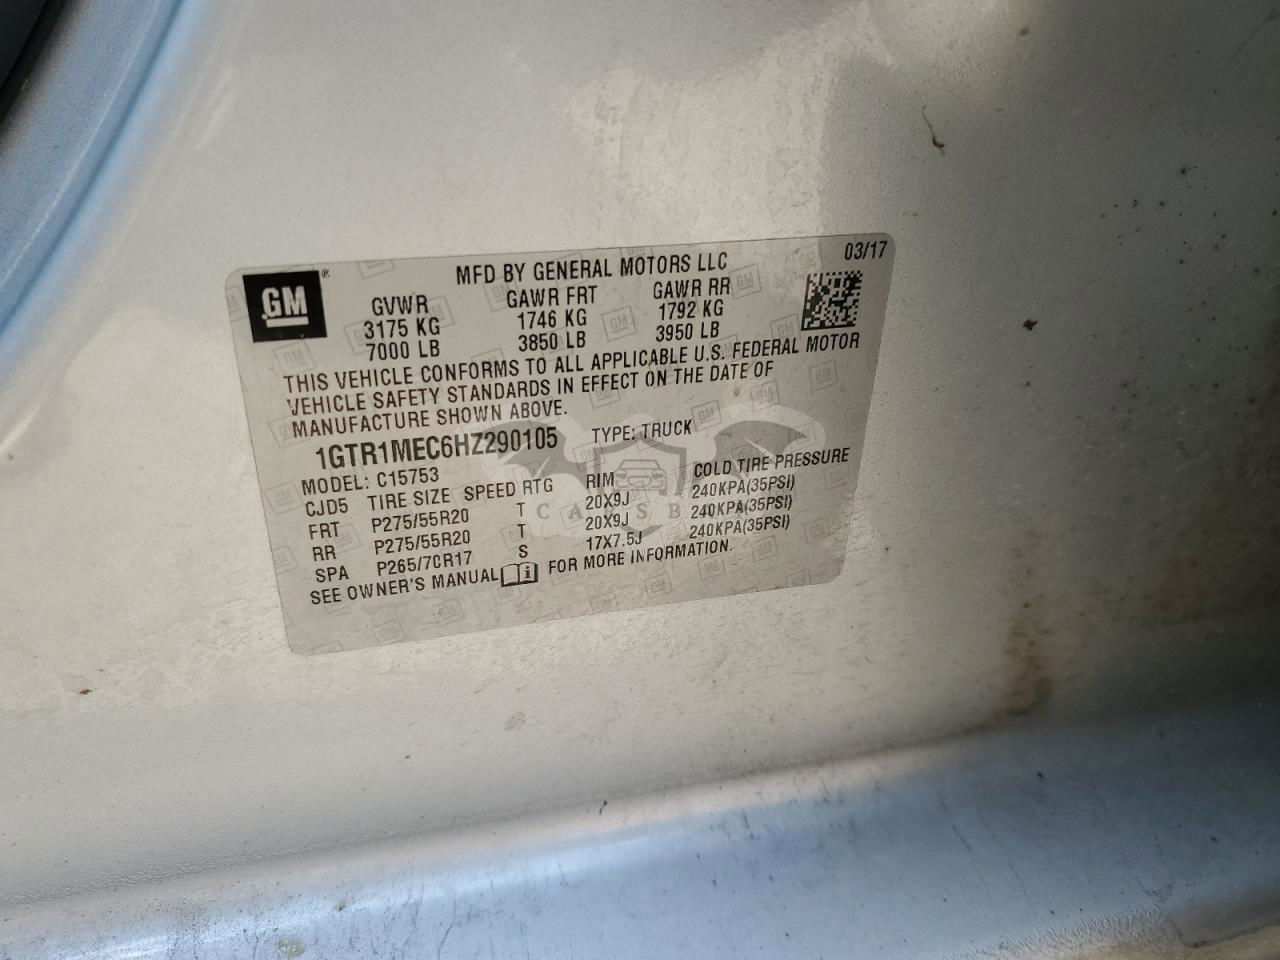 GM ®
MFD BY GENERAL MOTORS LLC 03/17
GVWR GAWR FRT GAWR RR
3175 KG 1746 KG 1792 KG
7000 LB 3850 LB 3950 LB
THIS VEHICLE CONFORMS TO ALL APPLICABLE U.S. FEDERAL MOTOR
VEHICLE SAFETY STANDARDS IN EFFECT ON THE DATE OF
MANUFACTURE SHOWN ABOVE.
1GTR1MEC6HZ290105 TYPE: TRUCK
MODEL: C15753
CJD5 TIRE SIZE SPEED RTG RIM COLD TIRE PRESSURE
FRT P275/55R20 T 20X9J 240KPA(35PSI)
RR P275/55R20 T 20X9J 240KPA(35PSI)
SPA P265/70R17 S 17X7.5J 240KPA(35PSI)
SEE OWNER'S MANUAL FOR MORE INFORMATION.